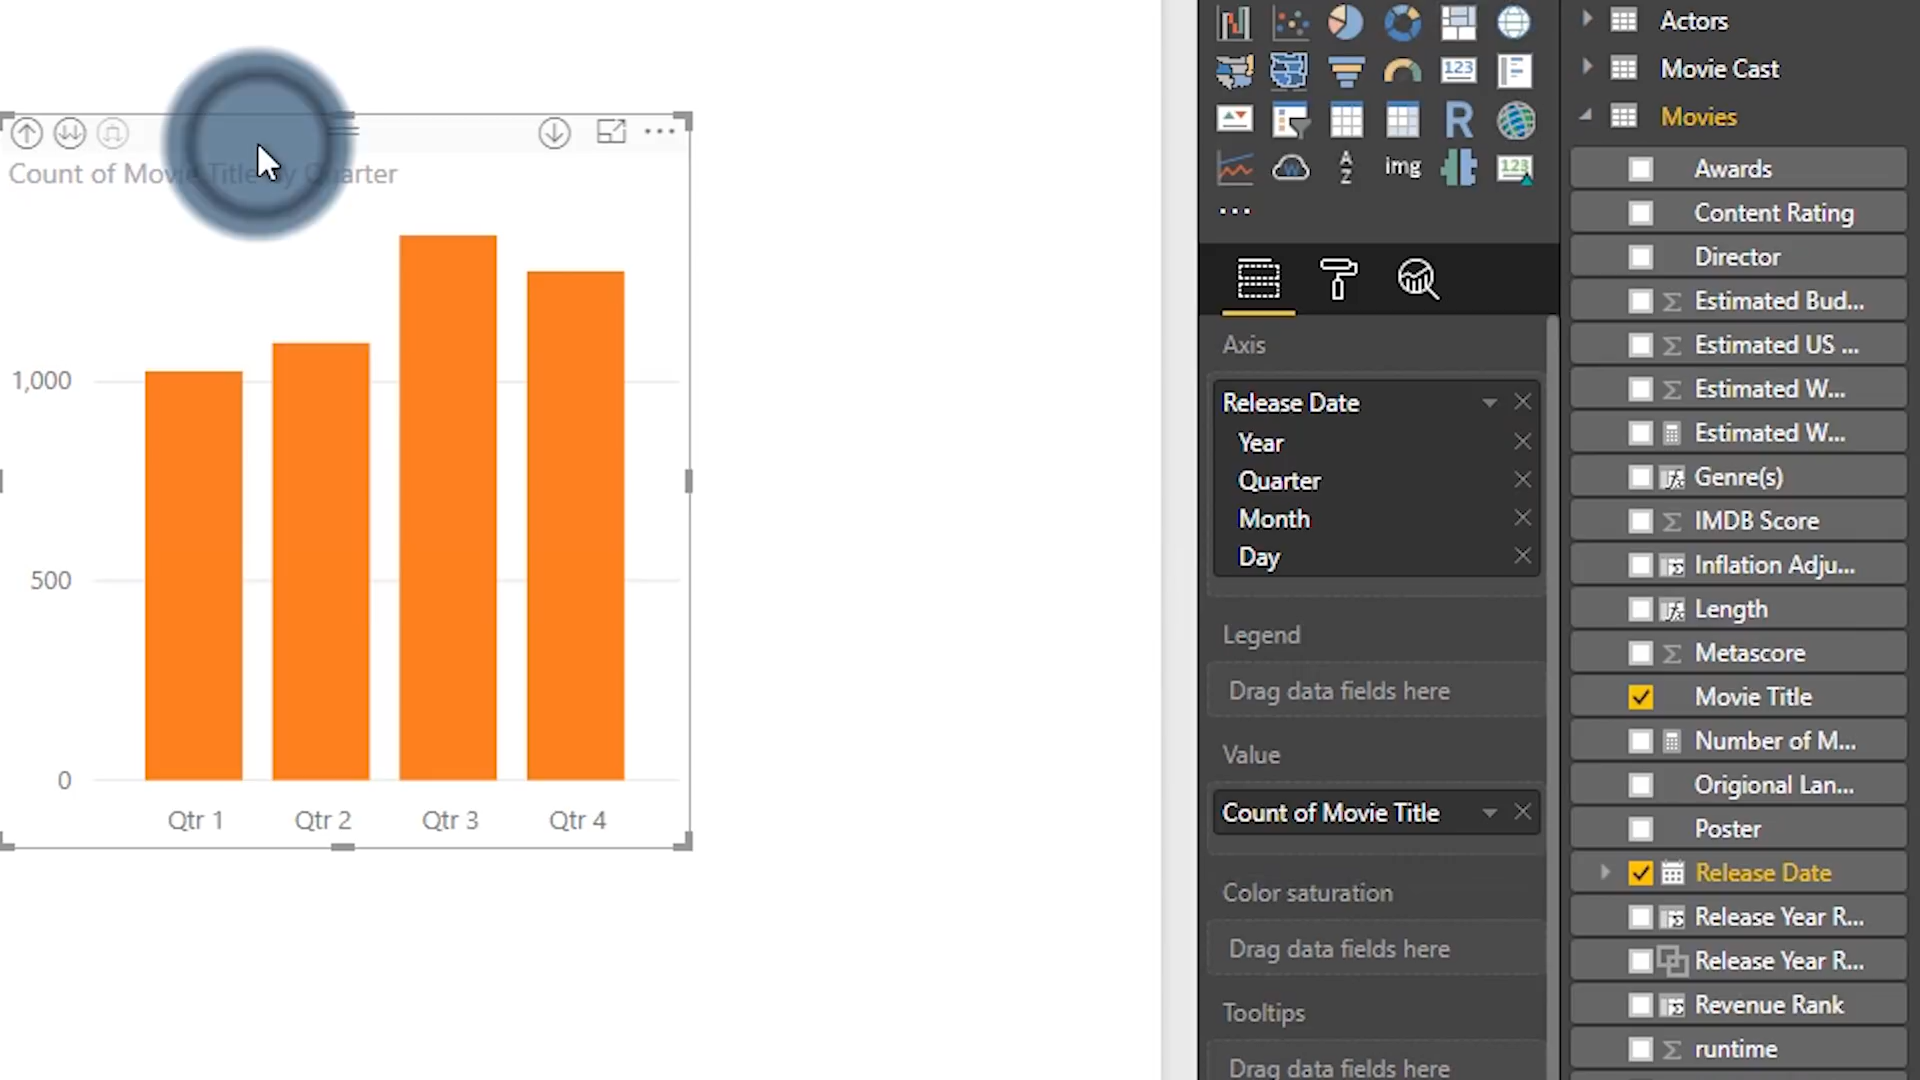 Count of Movie Title by Quarter
1,000
500
0
Qtr 1
Qtr 2
Qtr 3
Qtr 4
123
R
W
A
Z
img
123
...
Axis
Release Date
Year
Quarter
Month
Day
Legend
Drag data fields here
Value
Count of Movie Title
Color saturation
Drag data fields here
Tooltips
Drag data fields here
Actors
Movie Cast
Movies
Awards
Content Rating
Director
Estimated Bud...
Estimated US ...
Estimated W...
Estimated W...
Genre(s)
IMDB Score
Inflation Adju...
Length
Metascore
Movie Title
Number of M...
Origional Lan...
Poster
Release Date
Release Year R...
Release Year R...
Revenue Rank
runtime